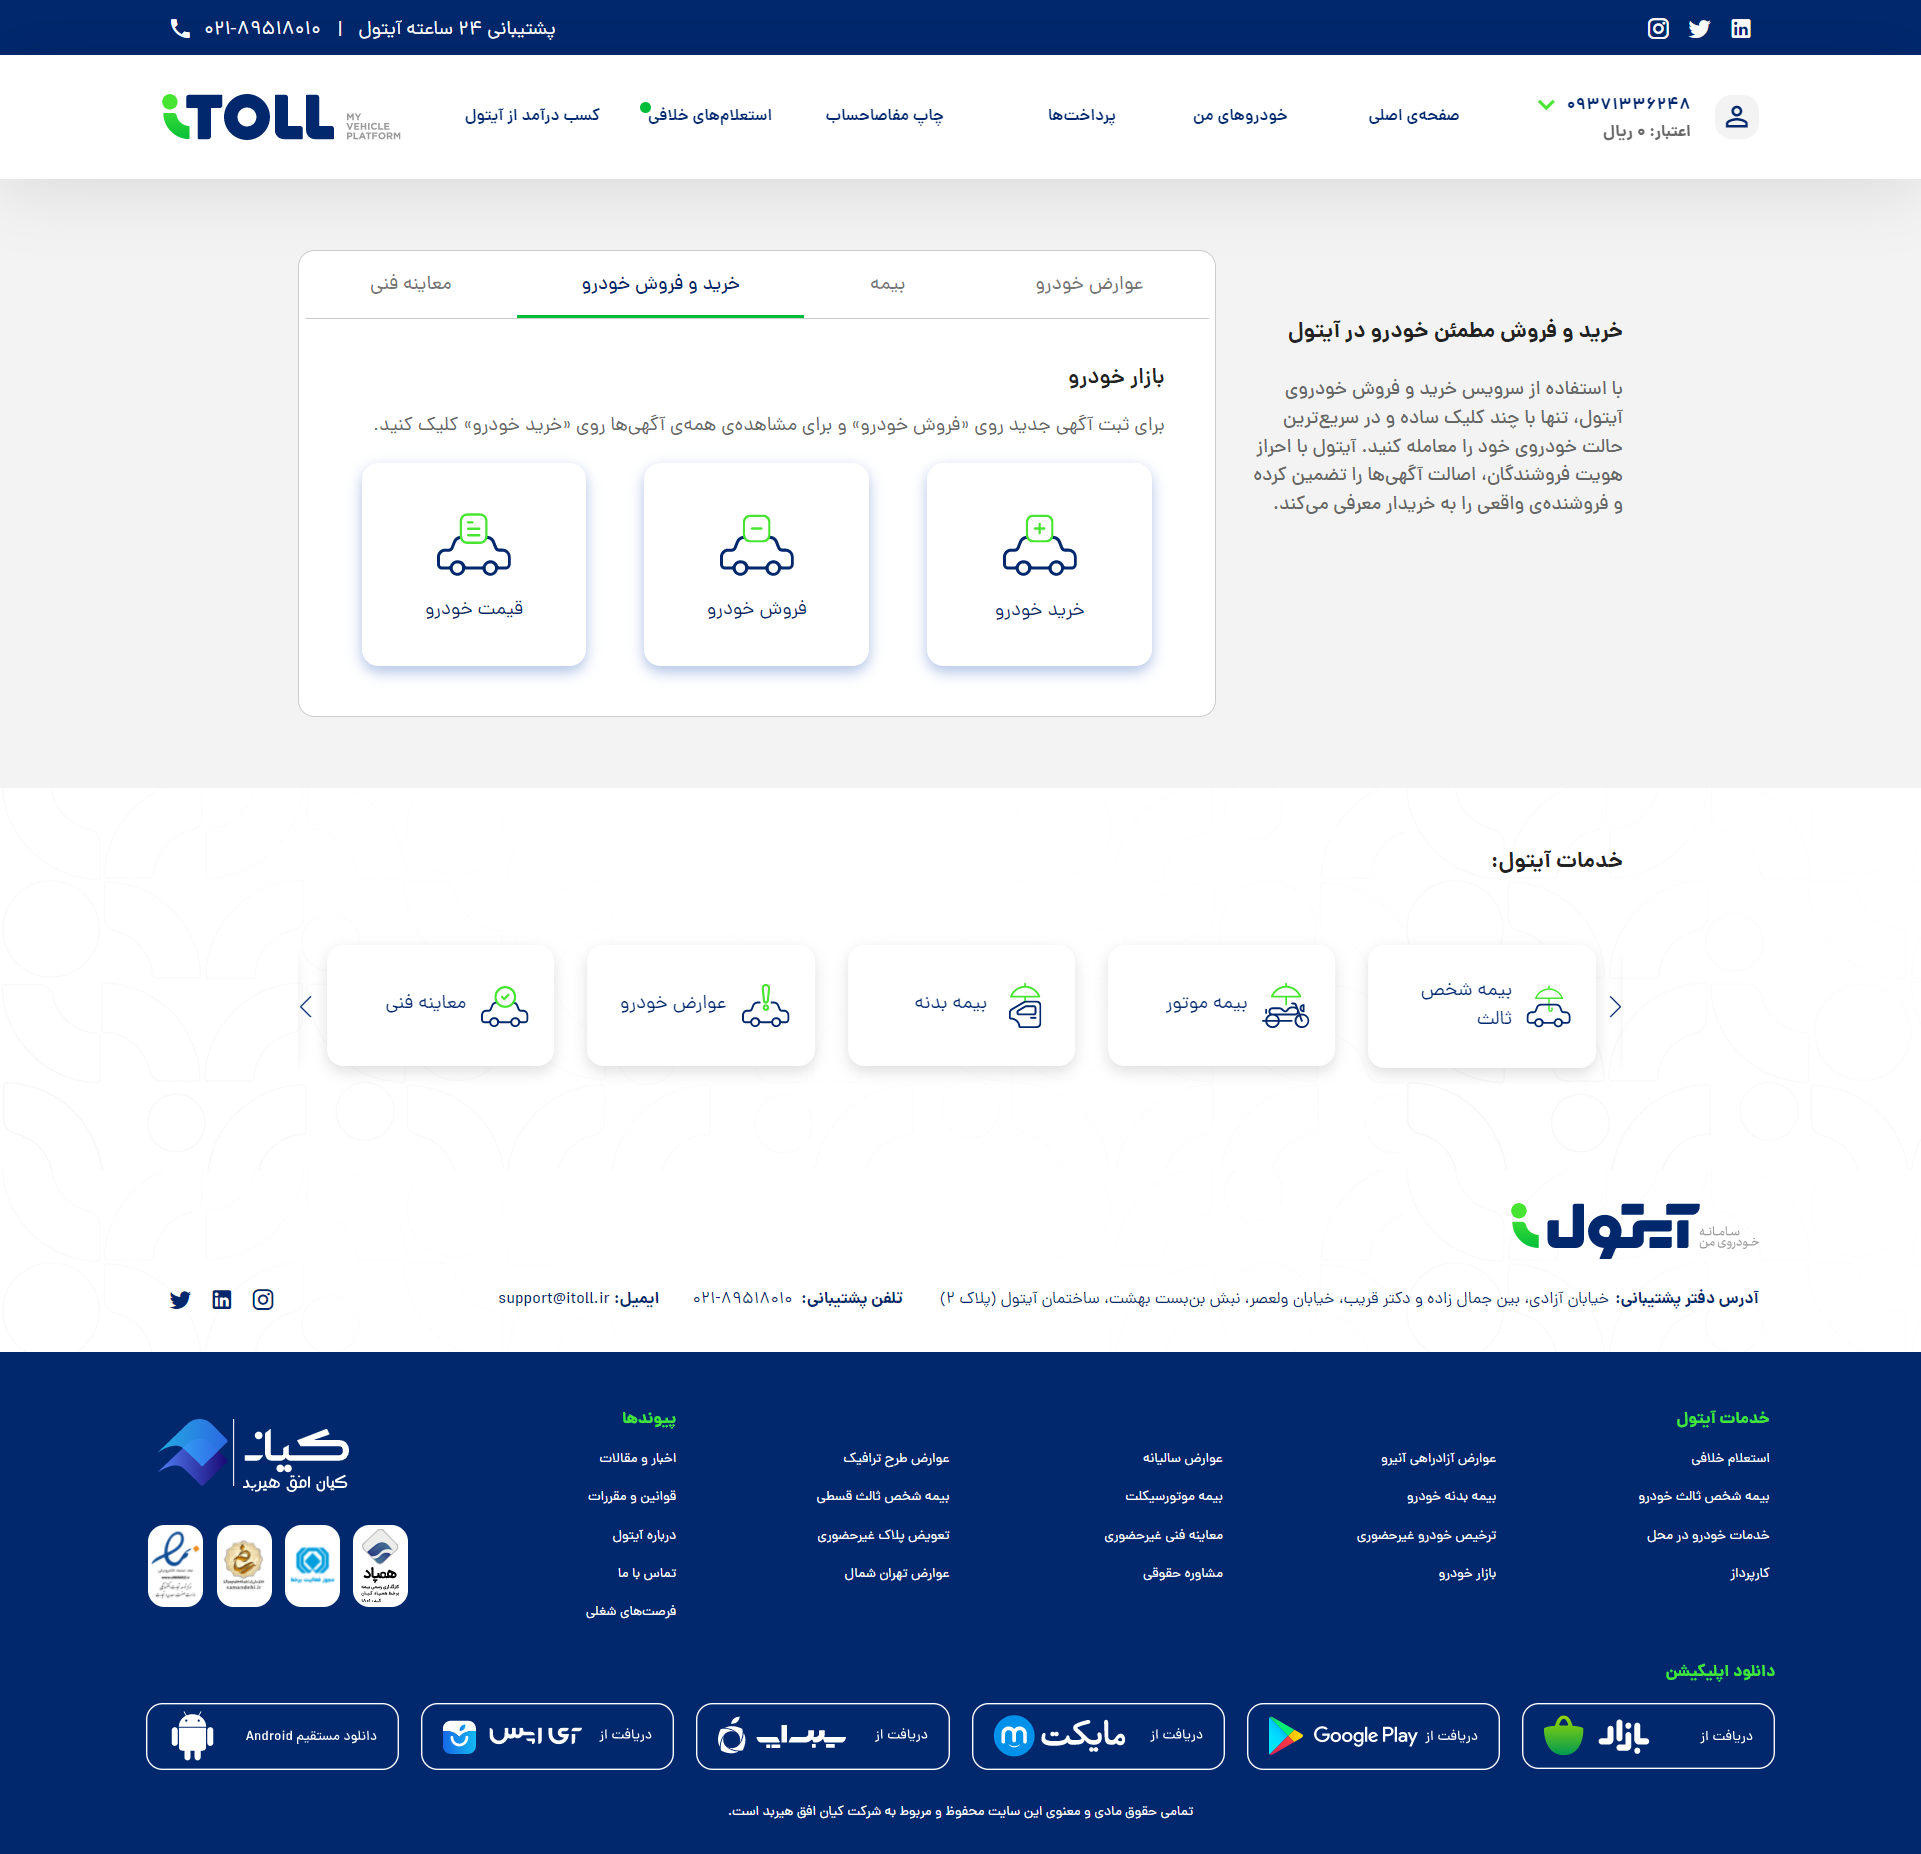 پشتیبانی ۲۴ ساعته آیتول | ۰۲۱-۸۹۵۱۸۰۱۰
۰۹۳۷۱۳۳۶۲۴۸
اعتبار: ۰ ریال
صفحه‌ی اصلی
خودروهای من
پرداخت‌ها
چاپ مفاصاحساب
استعلام‌های خلافی
کسب درآمد از آیتول
iTOLL
MY
VEHICLE
PLATFORM
خرید و فروش مطمئن خودرو در آیتول
با استفاده از سرویس خرید و فروش خودروی
آیتول، تنها با چند کلیک ساده و در سریع‌ترین
حالت خودروی خود را معامله کنید. آیتول با احراز
هویت فروشندگان، اصالت آگهی‌ها را تضمین کرده
و فروشنده‌ی واقعی را به خریدار معرفی می‌کند.
عوارض خودرو
بیمه
خرید و فروش خودرو
معاینه فنی
بازار خودرو
برای ثبت آگهی جدید روی «فروش خودرو» و برای مشاهده‌ی همه‌ی آگهی‌ها روی «خرید خودرو» کلیک کنید.
خرید خودرو
فروش خودرو
قیمت خودرو
خدمات آیتول:
بیمه شخص
ثالث
بیمه موتور
بیمه بدنه
عوارض خودرو
معاینه فنی
آیتول
سامانه
خودروی من
آدرس دفتر پشتیبانی: خیابان آزادی، بین جمال زاده و دکتر قریب، خیابان ولعصر، نبش بن‌بست بهشت، ساختمان آیتول (پلاک ۲)
تلفن پشتیبانی: ۰۲۱-۸۹۵۱۸۰۱۰
ایمیل: support@itoll.ir
خدمات آیتول
استعلام خلافی
بیمه شخص ثالث خودرو
خدمات خودرو در محل
کارپرداز
عوارض آزادراهی آنیرو
بیمه بدنه خودرو
ترخیص خودرو غیرحضوری
بازار خودرو
عوارض سالیانه
بیمه موتورسیکلت
معاینه فنی غیرحضوری
مشاوره حقوقی
عوارض طرح ترافیک
بیمه شخص ثالث قسطی
تعویض پلاک غیرحضوری
عوارض تهران شمال
پیوندها
اخبار و مقالات
قوانین و مقررات
درباره آیتول
تماس با ما
فرصت‌های شغلی
کیان
کیان افق هیربد
همپاد
مجوز فعالیت برخط
samandehi.ir
دانلود اپلیکیشن
دریافت از بازار
دریافت از Google Play
دریافت از مایکت
دریافت از سیب‌اپ
دریافت از آی اپس
دانلود مستقیم Android
تمامی حقوق مادی و معنوی این سایت محفوظ و مربوط به شرکت کیان افق هیربد است.